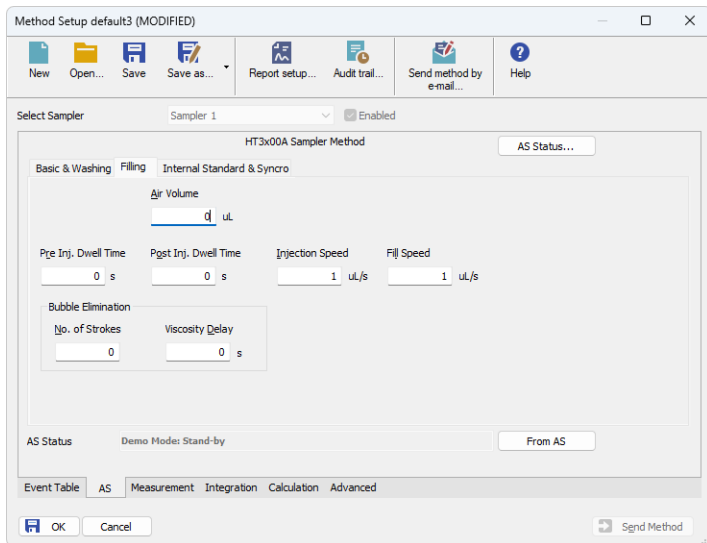 Method Setup default3 (MODIFIED)
New Open... Save Save as... Report setup... Audit trail... Send method by e-mail... Help
Select Sampler Sampler 1 Enabled
HT3x00A Sampler Method AS Status...
Basic & Washing Filling Internal Standard & Syncro
Air Volume
0 uL
Pre Inj. Dwell Time Post Inj. Dwell Time Injection Speed Fill Speed
0 s 0 s 1 uL/s 1 uL/s
Bubble Elimination
No. of Strokes Viscosity Delay
0 0 s
AS Status Demo Mode: Stand-by From AS
Event Table AS Measurement Integration Calculation Advanced
OK Cancel Send Method